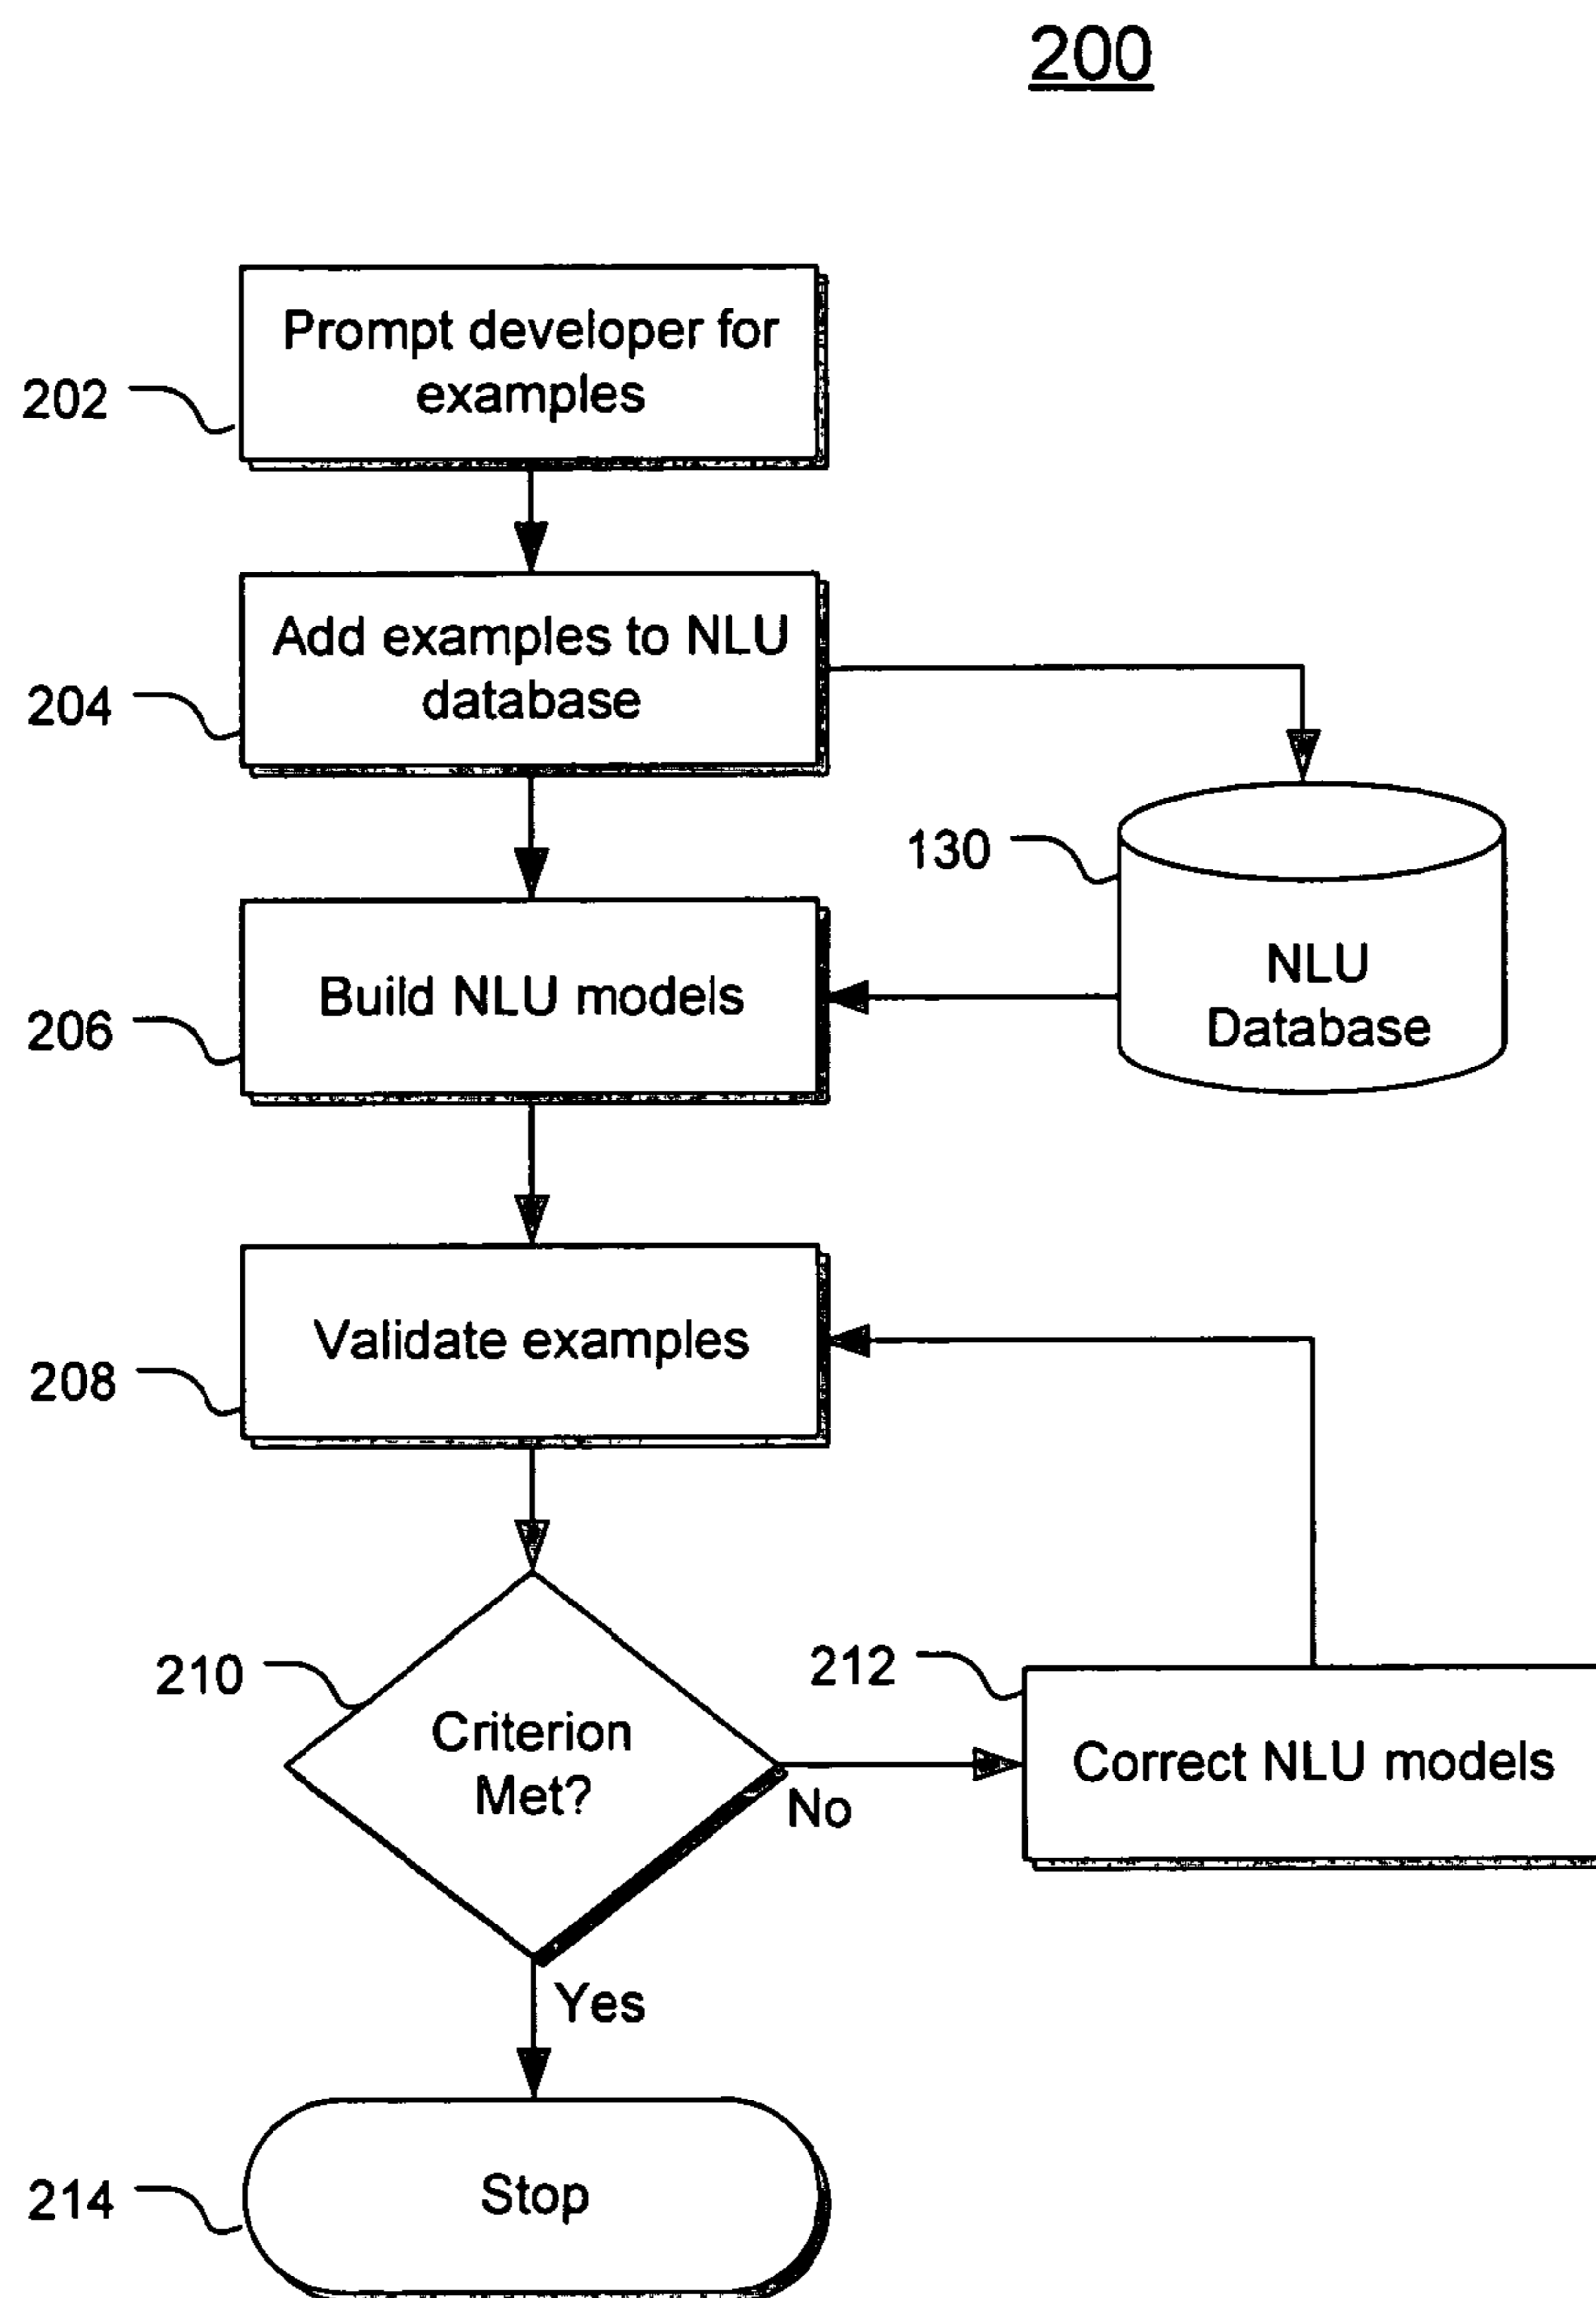 200
Prompt developer for
examples
202
Add examples to NLU
database
204
130
NLU
Database
Build NLU models
206
Validate examples
208
210
Criterion
Met?
No
212
Correct NLU models
Yes
Stop
214